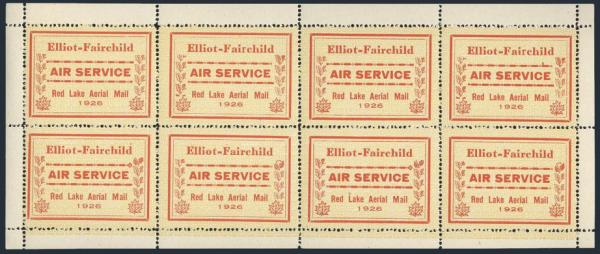 Elliot-Fairchild Elliot-Fairchild Elliot-Fairchild Elliot-Fairchild
AIR SERVICE AIR SERVICE AIR SERVICE AIR SERVICE
Red Lake Aerial Mail Red Lake Aerial Mail Red Lake Aerial Mail Red Lake Aerial Mail
1926 1926 1926 1926
Elliot-Fairchild Elliot-Fairchild Elliot-Fairchild Elliot-Fairchild
AIR SERVICE AIR SERVICE AIR SERVICE AIR SERVICE
Red Lake Aerial Mail Red Lake Aerial Mail Red Lake Aerial Mail Red Lake Aerial Mail
1926 1926 1926 1926